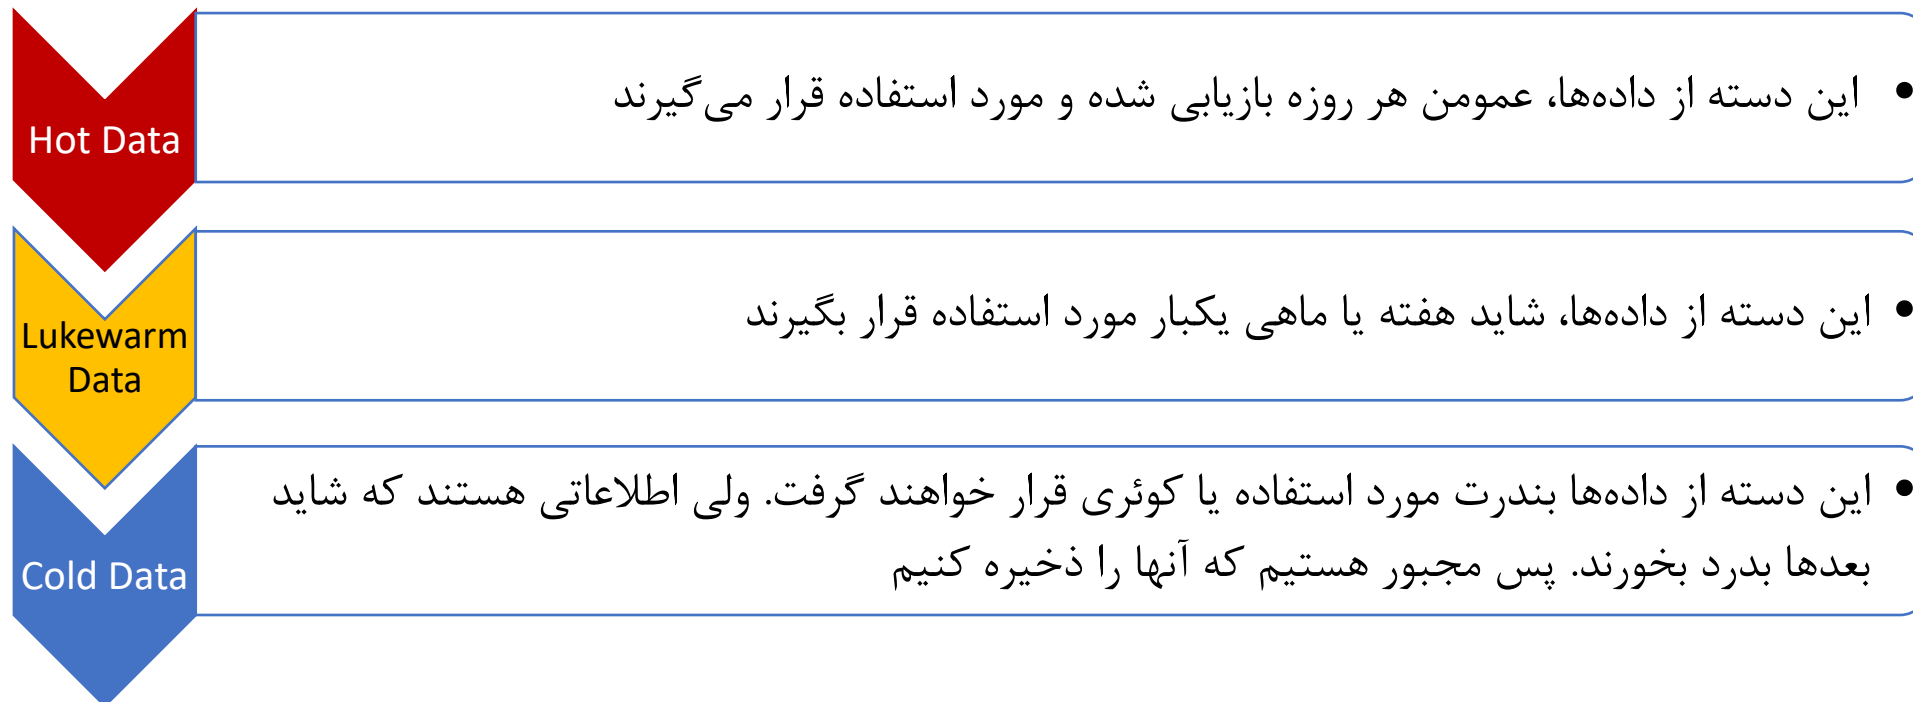 Hot Data
• این دسته از داده‌ها، عمومن هر روزه بازیابی شده و مورد استفاده قرار می‌گیرند
Lukewarm
Data
• این دسته از داده‌ها، شاید هفته یا ماهی یکبار مورد استفاده قرار بگیرند
Cold Data
• این دسته از داده‌ها بندرت مورد استفاده یا کوئری قرار خواهند گرفت. ولی اطلاعاتی هستند که شاید
بعدها بدرد بخورند. پس مجبور هستیم که آنها را ذخیره کنیم